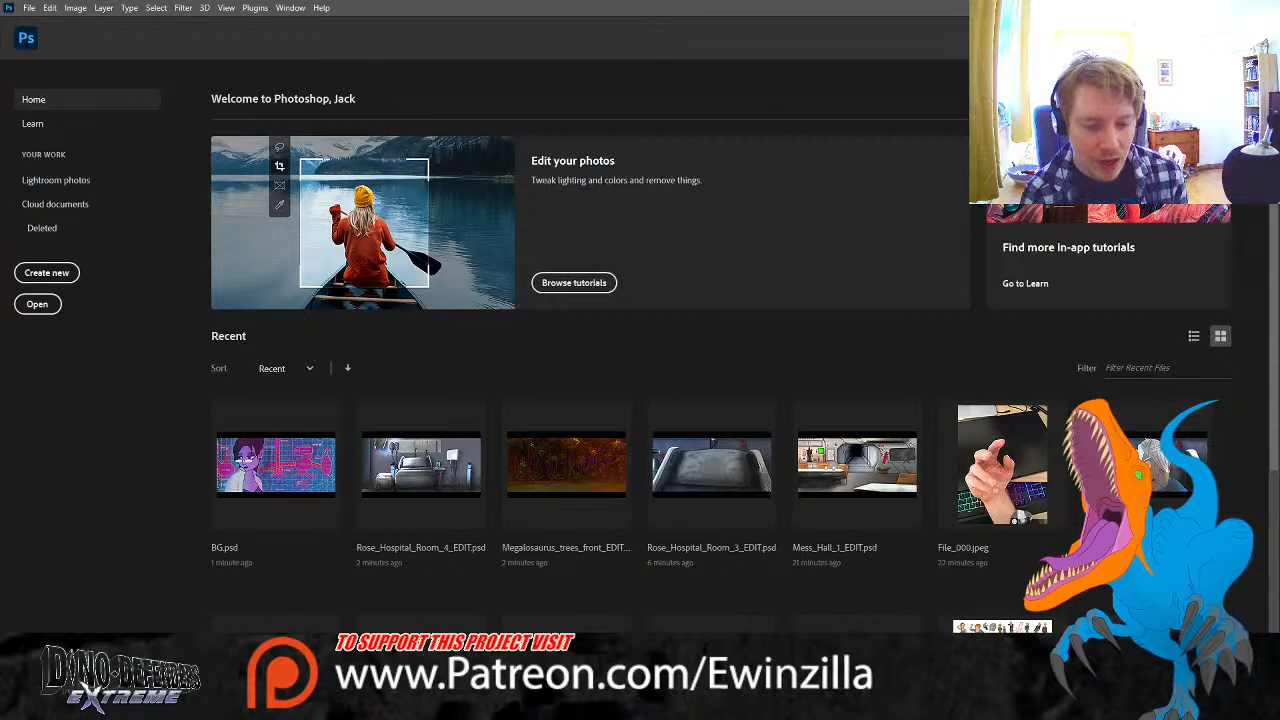 Ps File Edit Image Layer Type Select Filter 3D View Plugins Window Help
Ps
Home
Learn
YOUR WORK
Lightroom photos
Cloud documents
Deleted
Create new
Open
Welcome to Photoshop, Jack
Edit your photos
Tweak lighting and colors and remove things.
Browse tutorials
Find more in-app tutorials
Go to Learn
Recent
Sort Recent Filter Filter Recent Files
BG.psd
1 minute ago
Rose_Hospital_Room_4_EDIT.psd
2 minutes ago
Megalosaurus_trees_front_EDIT...
2 minutes ago
Rose_Hospital_Room_3_EDIT.psd
6 minutes ago
Mess_Hall_1_EDIT.psd
21 minutes ago
File_000.jpeg
22 minutes ago
DINO-DEFENDERS
EXTREME
TO SUPPORT THIS PROJECT VISIT
www.Patreon.com/Ewinzilla